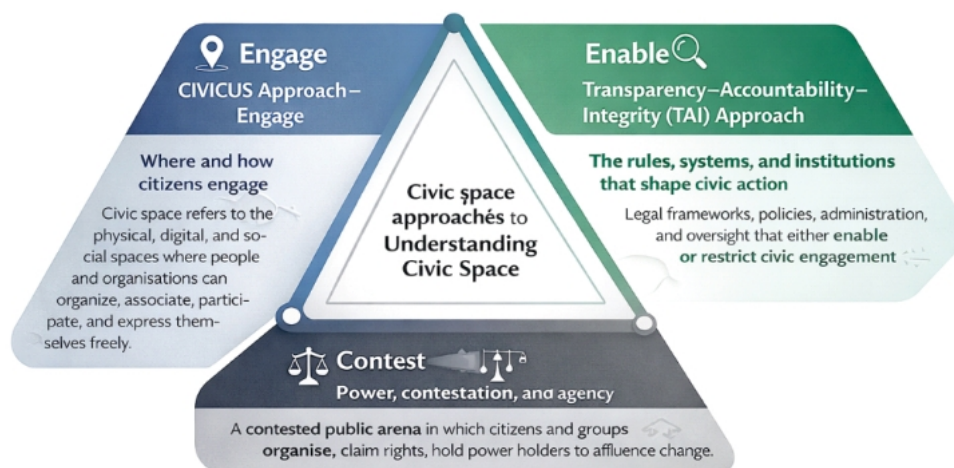 Engage
CIVICUS Approach–
Engage
Where and how
citizens engage
Civic space refers to the
physical, digital, and so-
cial spaces where people
and organisations can
organize, associate, partici-
pate, and express them-
selves freely.
Civic space
approachés to
Understanding
Civic Space
Enable
Transparency–Accountability–
Integrity (TAI) Approach
The rules, systems, and institutions
that shape civic action
Legal frameworks, policies, administration,
and oversight that either enable
or restrict civic engagement
Contest
Power, contestation, and agency
A contested public arena in which citizens and groups
organise, claim rights, hold power holders to affluence change.